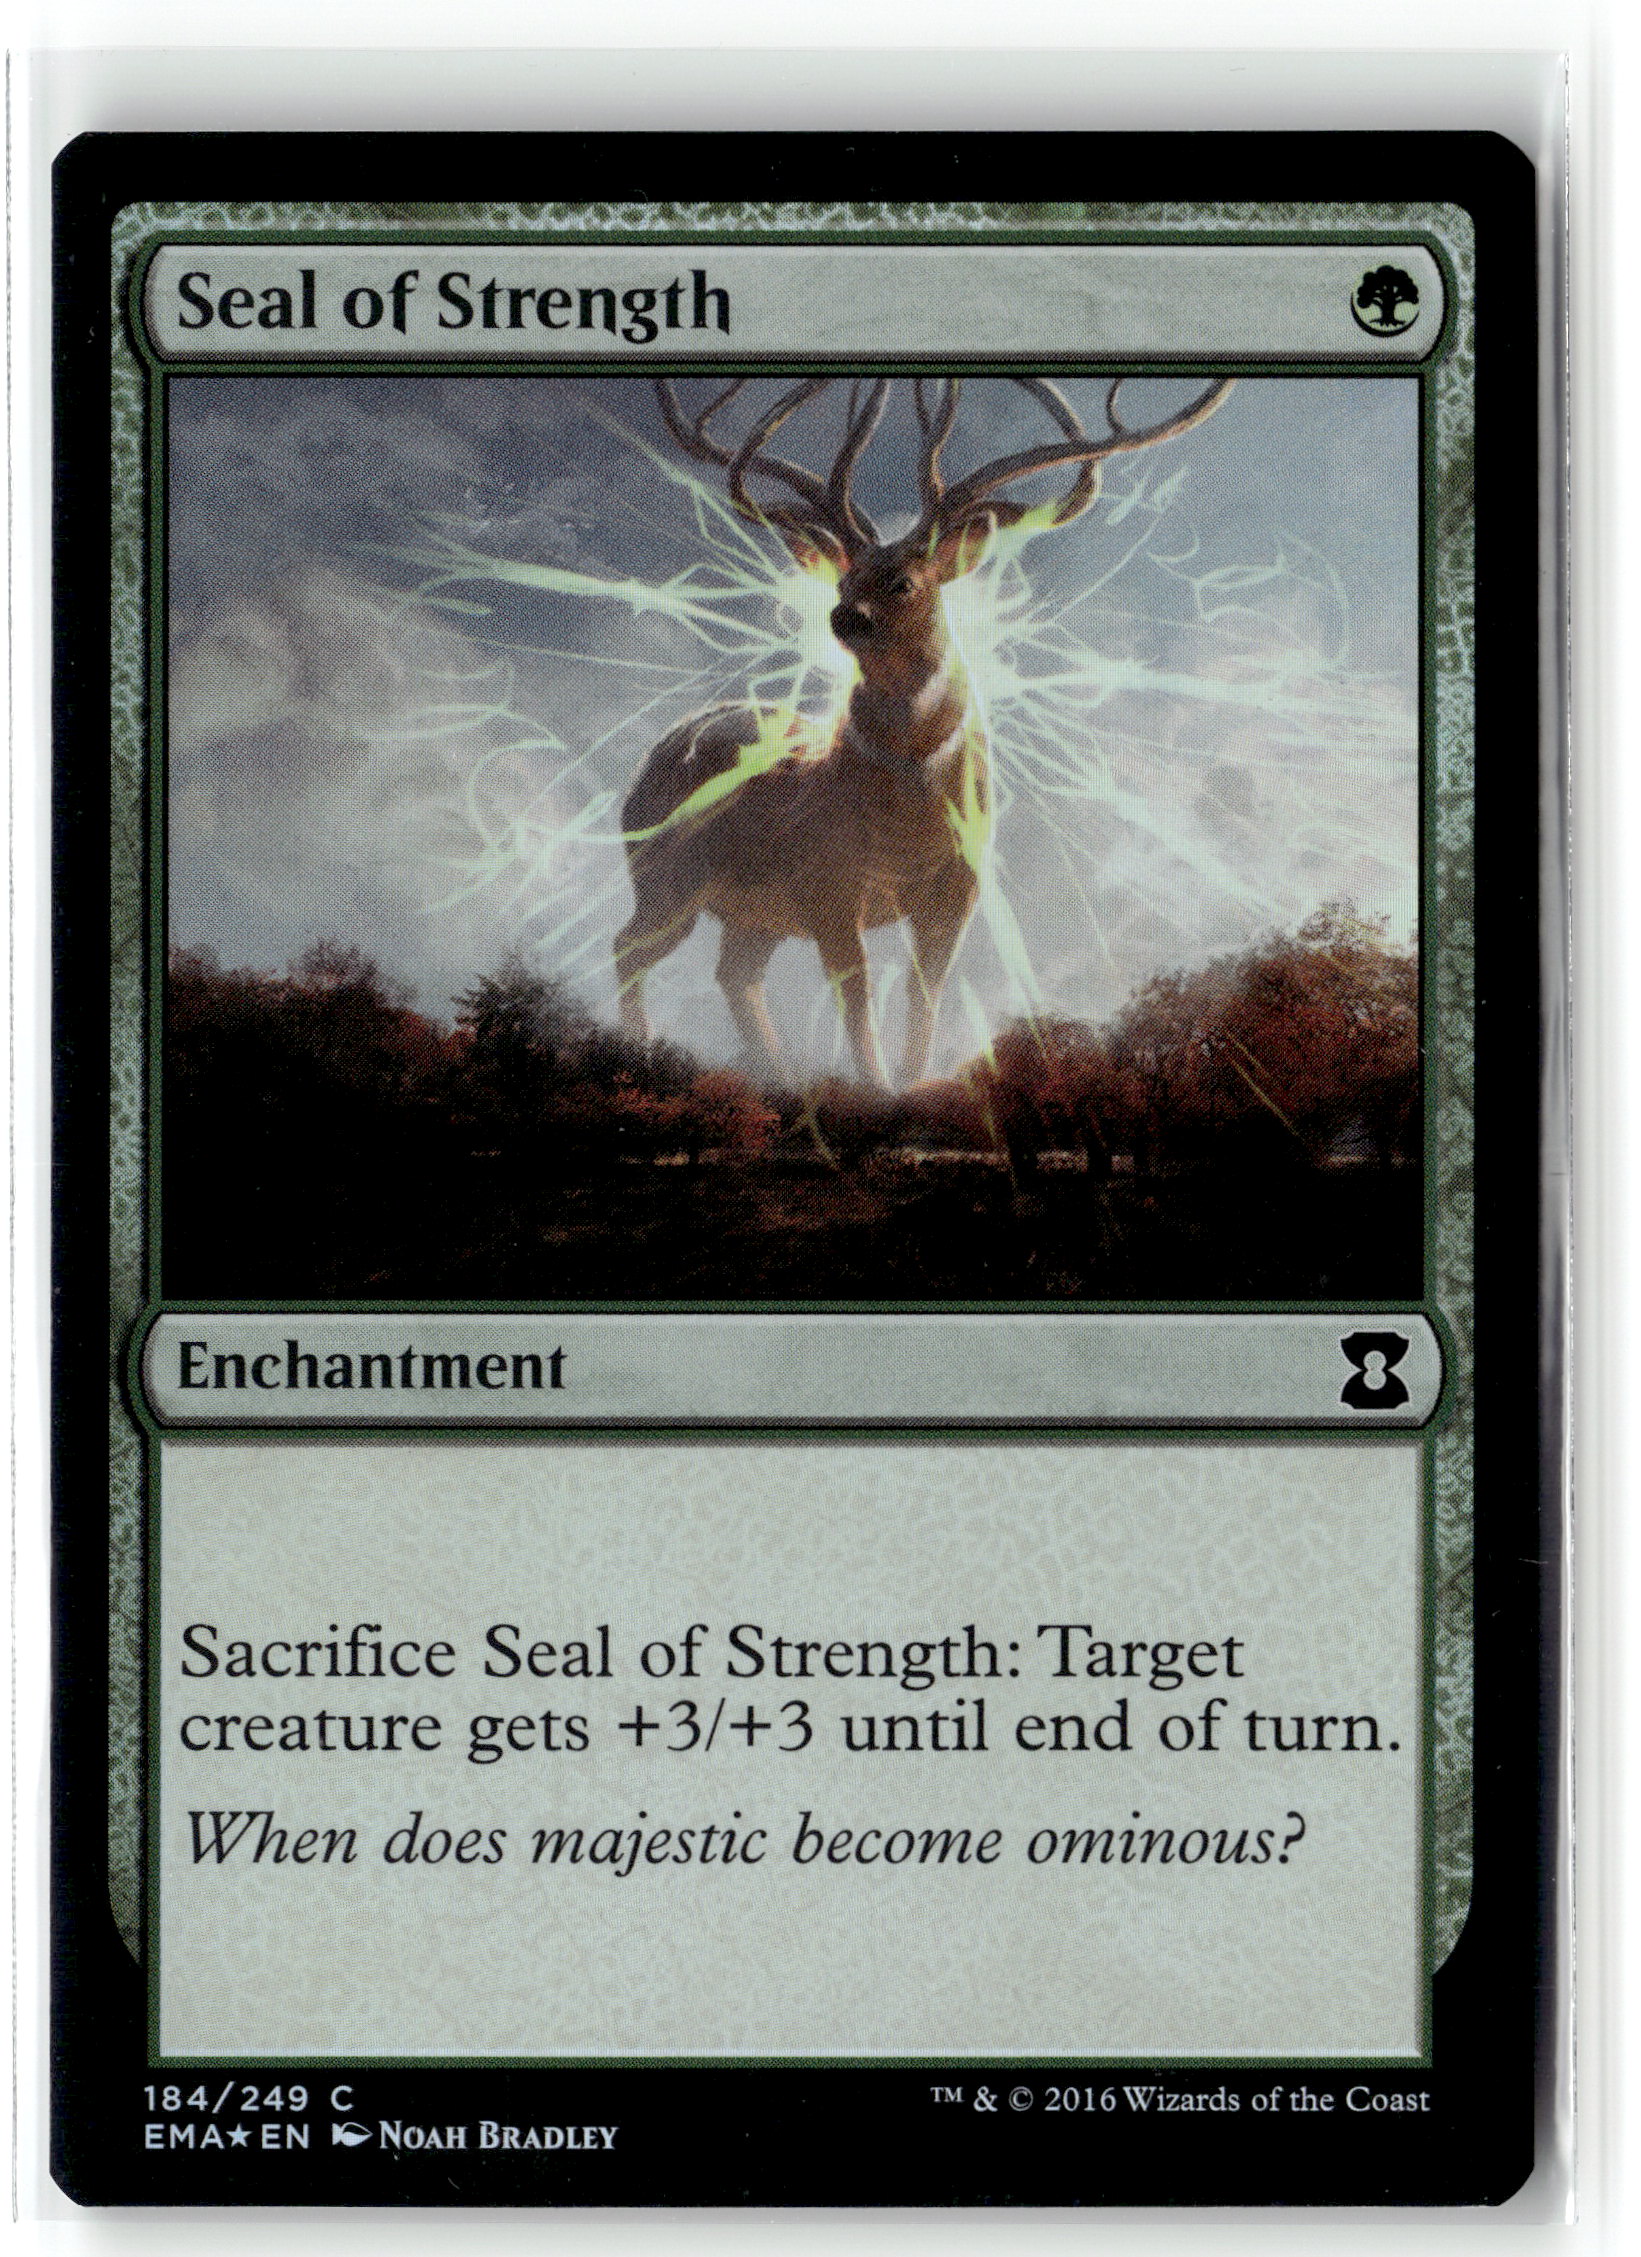 Seal of Strength
Enchantment
Sacrifice Seal of Strength: Target
creature gets +3/+3 until end of turn.
When does majestic become ominous?
184/249 C
™ & © 2016 Wizards of the Coast
EMA★EN Noah Bradley